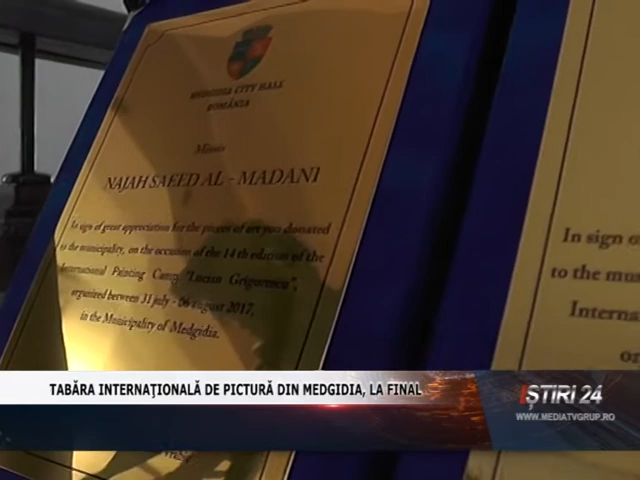 MEDGIDIA CITY HALL
ROMÂNIA
NAJAH SAEED AL - MADANI
In sign of great appreciation for the pieces of art you donated
to the municipality, on the occasion of the 14 th edition of the
International Painting Camp "Lucian Grigorescu",
organized between 31 july - 06 august 2017,
in the Municipality of Medgidia.
In sign o
to the mu
Interna
or
TABĂRA INTERNAŢIONALĂ DE PICTURĂ DIN MEDGIDIA, LA FINAL
ȘTIRI 24
WWW.MEDIATVGRUP.RO